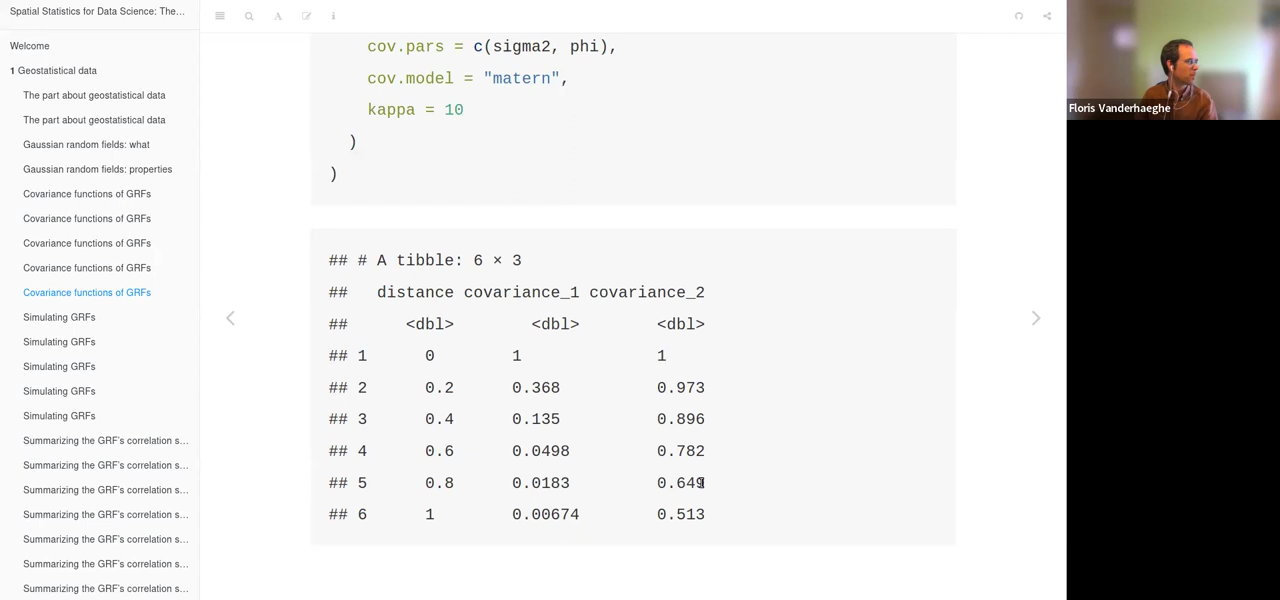 Spatial Statistics for Data Science: The...
Welcome
1 Geostatistical data
The part about geostatistical data
The part about geostatistical data
Gaussian random fields: what
Gaussian random fields: properties
Covariance functions of GRFs
Covariance functions of GRFs
Covariance functions of GRFs
Covariance functions of GRFs
Covariance functions of GRFs
Simulating GRFs
Simulating GRFs
Simulating GRFs
Simulating GRFs
Simulating GRFs
Summarizing the GRF's correlation s...
Summarizing the GRF's correlation s...
Summarizing the GRF's correlation s...
Summarizing the GRF's correlation s...
Summarizing the GRF's correlation s...
Summarizing the GRF's correlation s...
Summarizing the GRF's correlation s...
A i
cov.pars = c(sigma2, phi),
cov.model = "matern",
kappa = 10
)
)
## # A tibble: 6 × 3
##   distance covariance_1 covariance_2
##      <dbl>        <dbl>        <dbl>
## 1      0      1              1
## 2      0.2    0.368          0.973
## 3      0.4    0.135          0.896
## 4      0.6    0.0498         0.782
## 5      0.8    0.0183         0.649
## 6      1      0.00674        0.513
Floris Vanderhaeghe